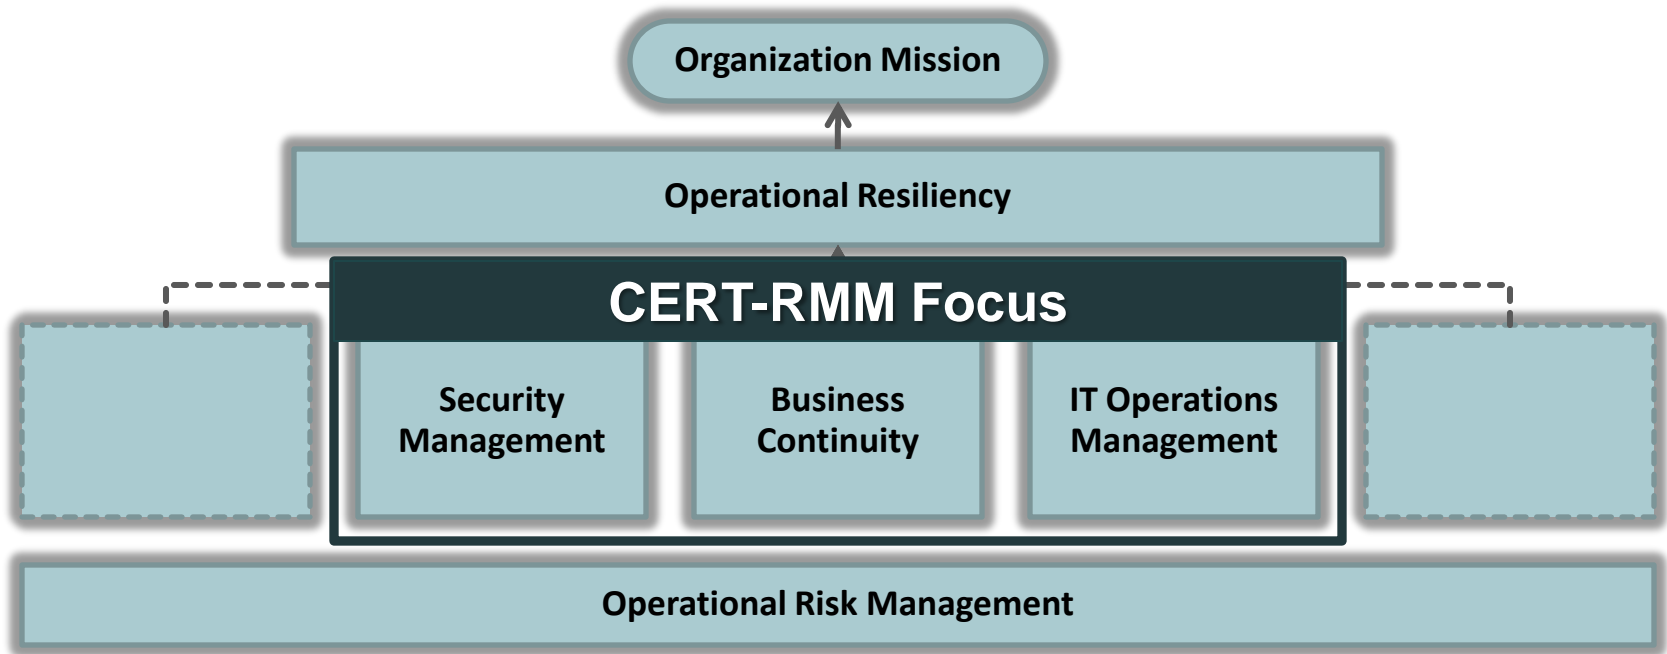 Organization Mission
Operational Resiliency
CERT-RMM Focus
Security
Management
Business
Continuity
IT Operations
Management
Operational Risk Management